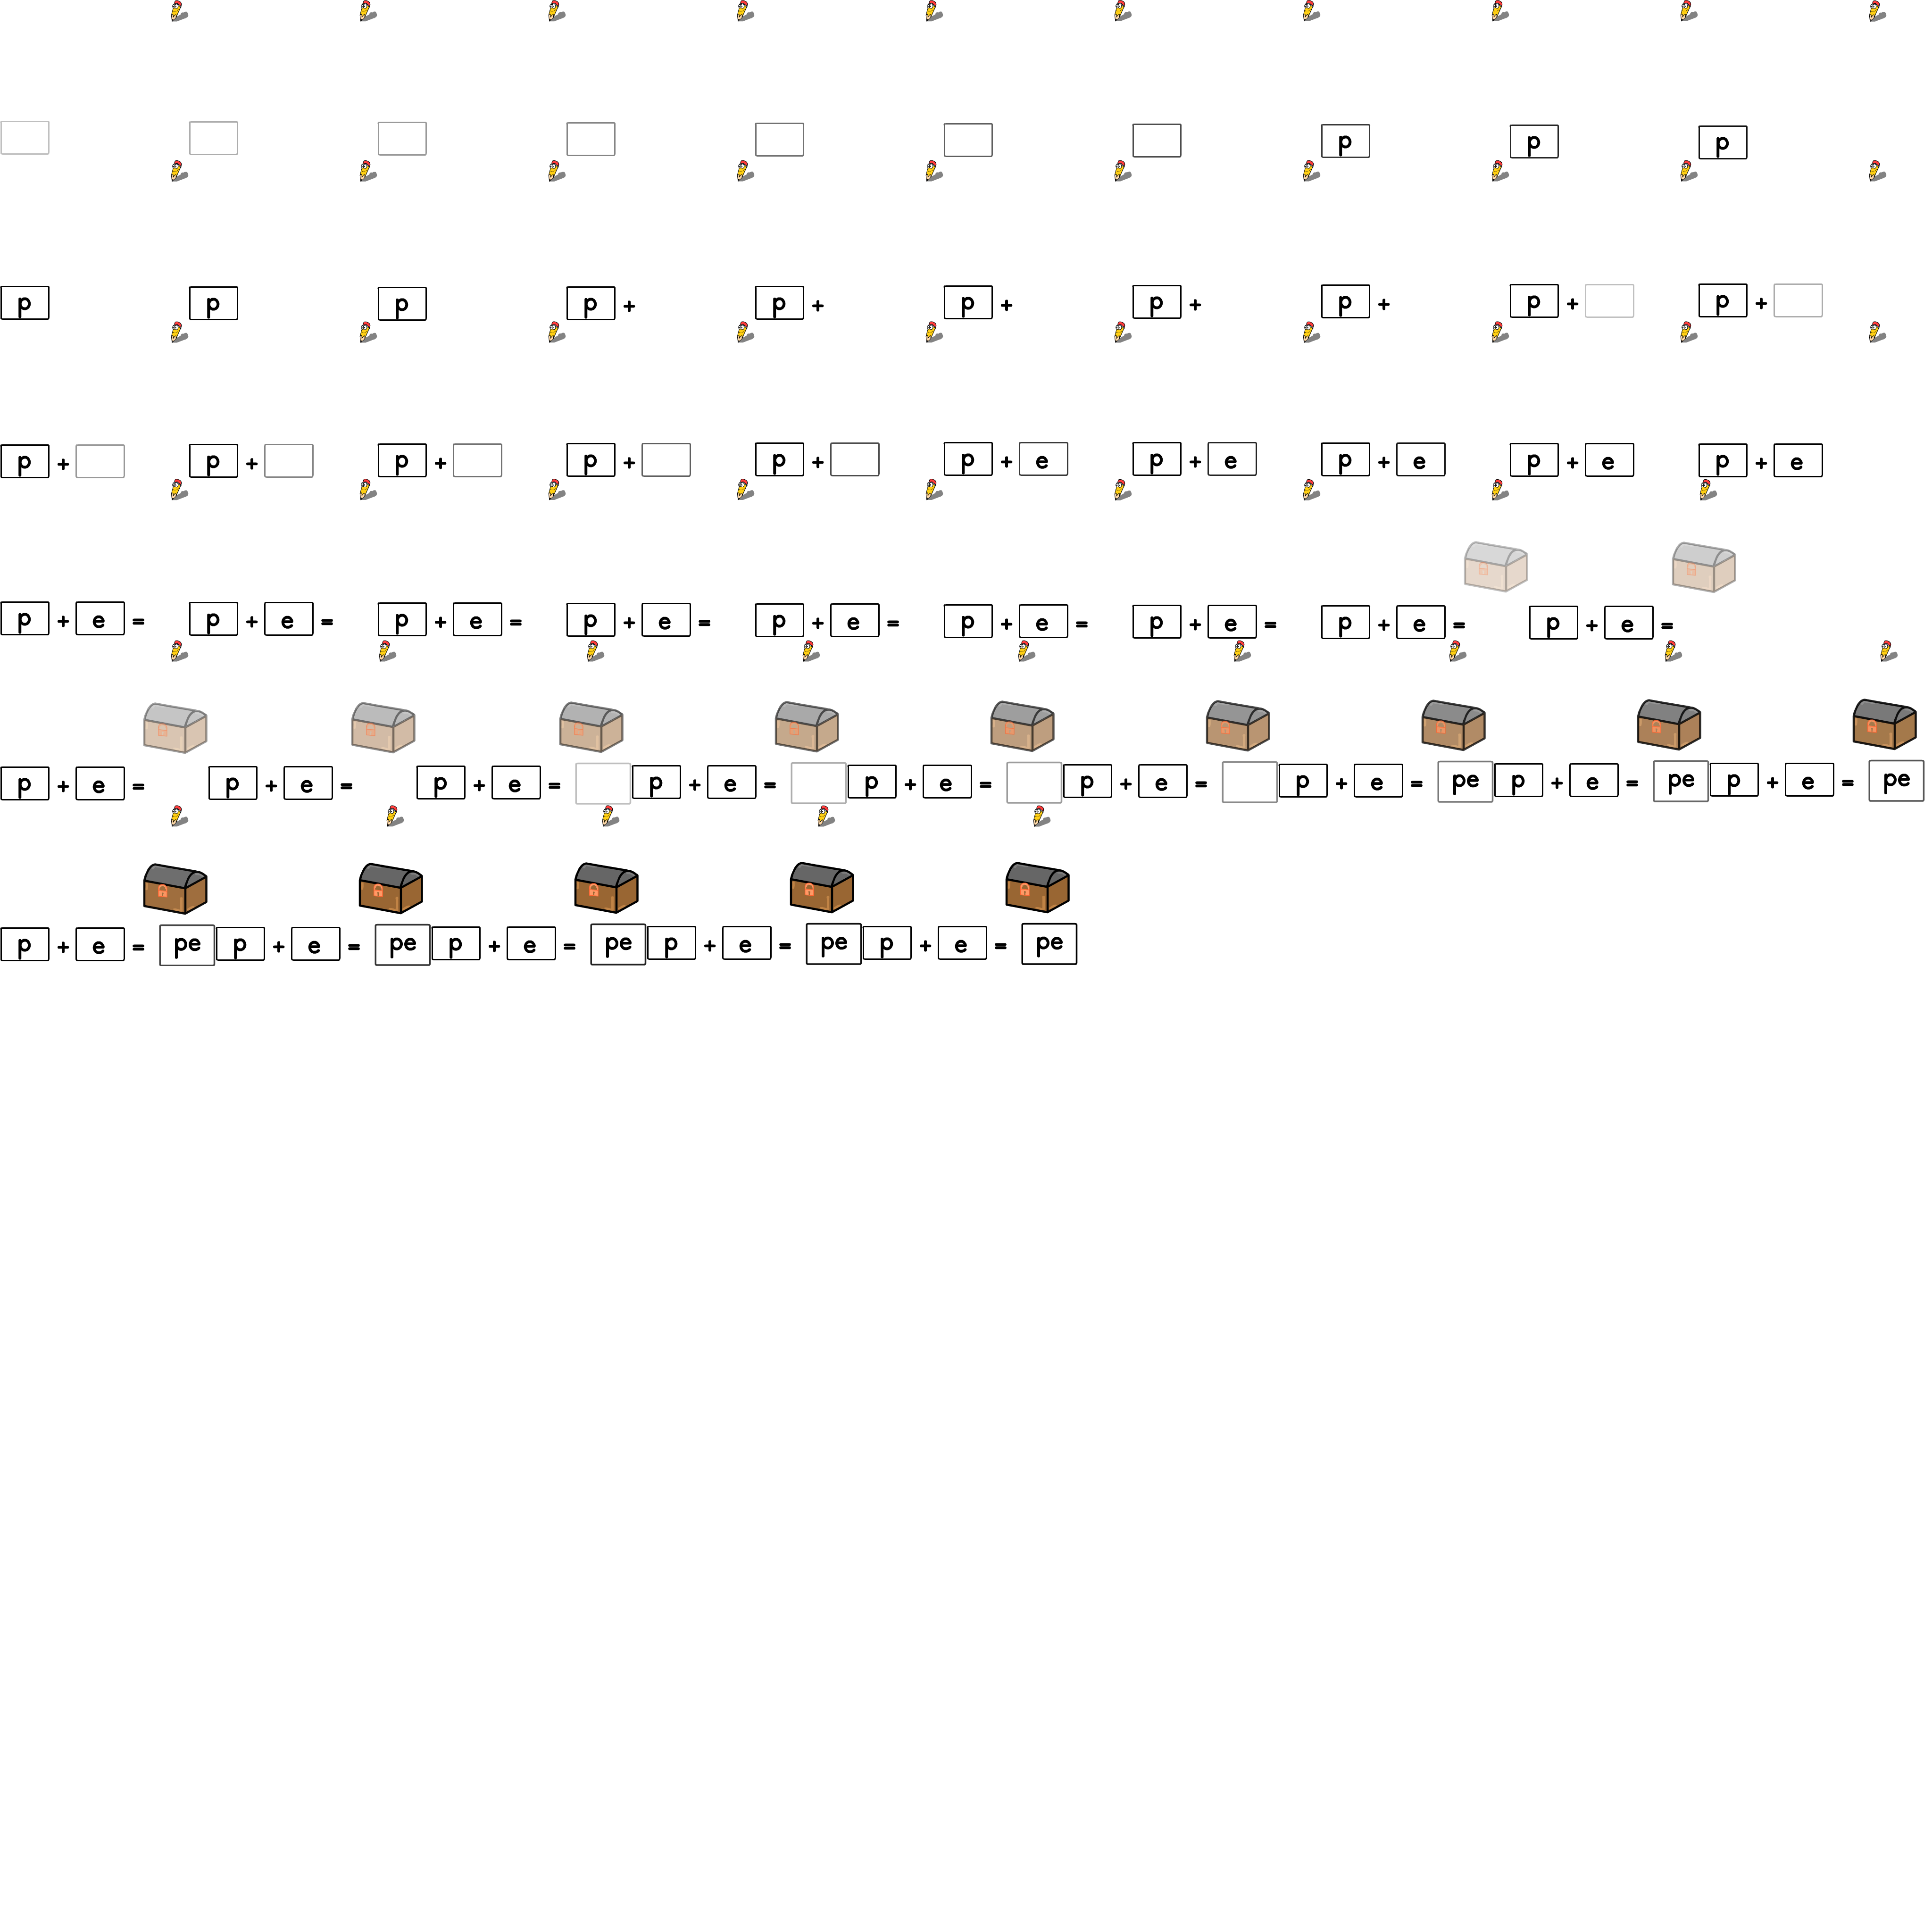 p p p
p p p p + p + p + p + p + p + p +
p + p + p + p + p + p + e p + e p + e p + e p + e
p + e = p + e = p + e = p + e = p + e = p + e = p + e = p + e = p + e =
p + e = p + e = p + e = p + e = p + e = p + e = p + e = pe p + e = pe p + e = pe
p + e = pe p + e = pe p + e = pe p + e = pe p + e = pe